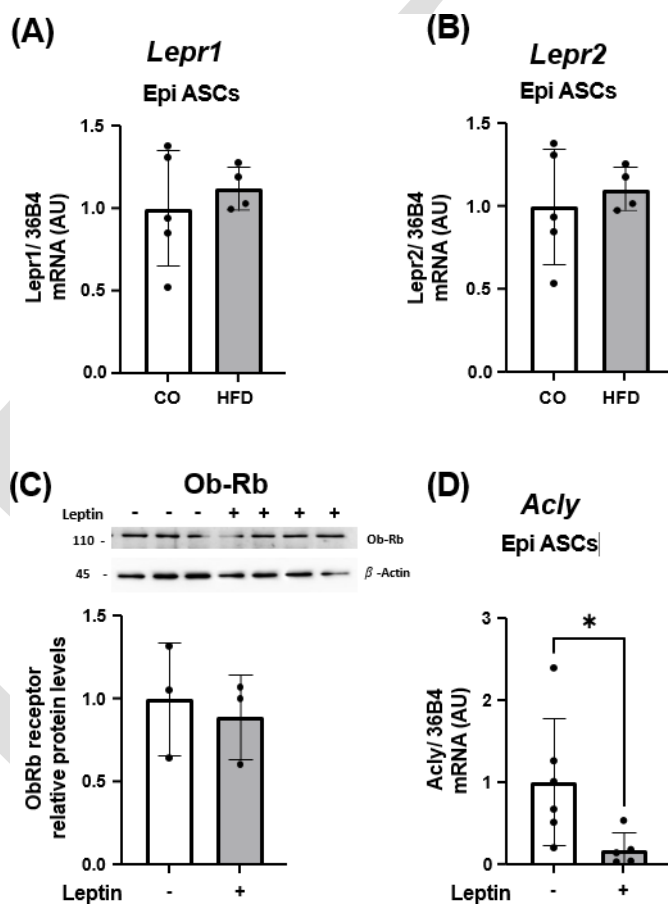 (A)
Lepr1
Epi ASCs
Lepr1/ 36B4
mRNA (AU)
1.5
1.0
0.5
0.0
CO HFD
(B)
Lepr2
Epi ASCs
Lepr2/ 36B4
mRNA (AU)
1.5
1.0
0.5
0.0
CO HFD
(C)
Ob-Rb
Leptin - - - + + + +
110 - Ob-Rb
45 - β-Actin
ObRb receptor
relative protein levels
1.5
1.0
0.5
0.0
Leptin - +
(D)
Acly
Epi ASCs
Acly/ 36B4
mRNA (AU)
3
2
1
0
*
Leptin - +